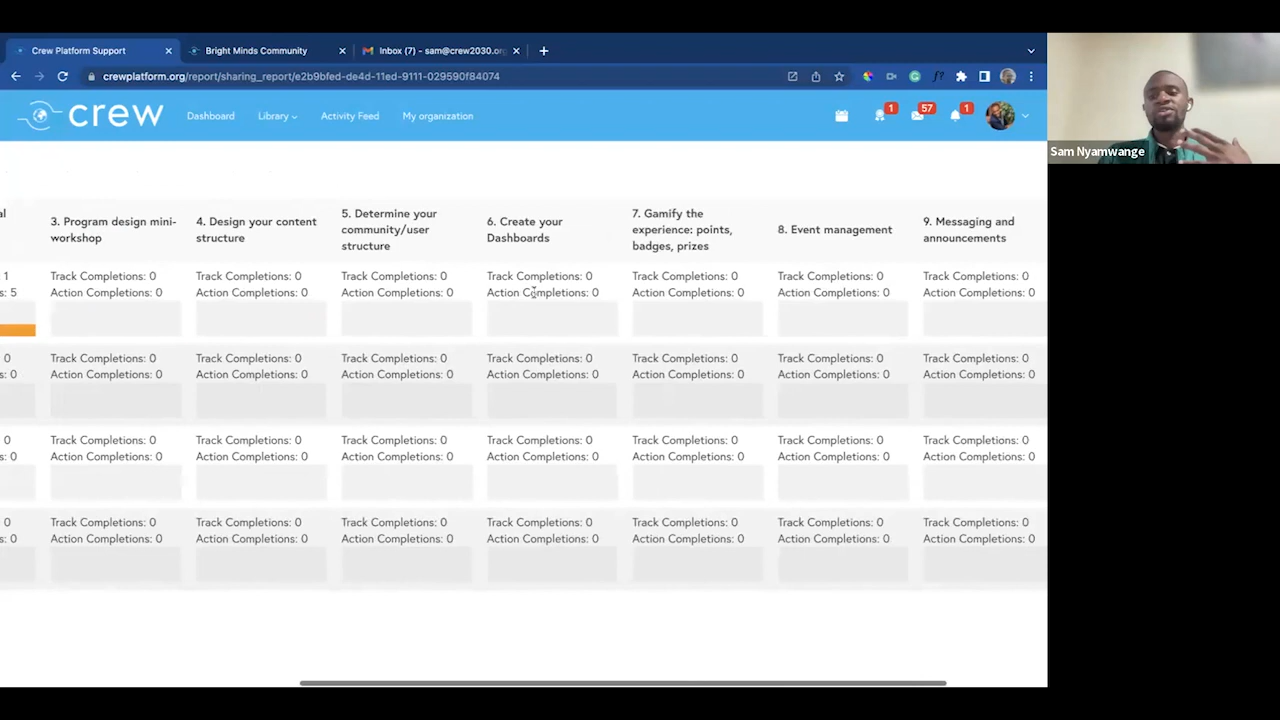 Crew Platform Support
Bright Minds Community
Inbox (7) - sam@crew2030.or
crewplatform.org/report/sharing_report/e2b9bfed-de4d-11ed-9111-029590f84074
f?
crew
Dashboard
Library
Activity Feed
My organization
1
57
1
Sam Nyamwange
al
3. Program design mini-
workshop
4. Design your content
structure
5. Determine your
community/user
structure
6. Create your
Dashboards
7. Gamify the
experience: points,
badges, prizes
8. Event management
9. Messaging and
announcements
1 Track Completions: 0 Track Completions: 0 Track Completions: 0 Track Completions: 0 Track Completions: 0 Track Completions: 0 Track Completions: 0
s: 5 Action Completions: 0 Action Completions: 0 Action Completions: 0 Action Completions: 0 Action Completions: 0 Action Completions: 0 Action Completions: 0
0 Track Completions: 0 Track Completions: 0 Track Completions: 0 Track Completions: 0 Track Completions: 0 Track Completions: 0 Track Completions: 0
s: 0 Action Completions: 0 Action Completions: 0 Action Completions: 0 Action Completions: 0 Action Completions: 0 Action Completions: 0 Action Completions: 0
0 Track Completions: 0 Track Completions: 0 Track Completions: 0 Track Completions: 0 Track Completions: 0 Track Completions: 0 Track Completions: 0
s: 0 Action Completions: 0 Action Completions: 0 Action Completions: 0 Action Completions: 0 Action Completions: 0 Action Completions: 0 Action Completions: 0
0 Track Completions: 0 Track Completions: 0 Track Completions: 0 Track Completions: 0 Track Completions: 0 Track Completions: 0 Track Completions: 0
s: 0 Action Completions: 0 Action Completions: 0 Action Completions: 0 Action Completions: 0 Action Completions: 0 Action Completions: 0 Action Completions: 0